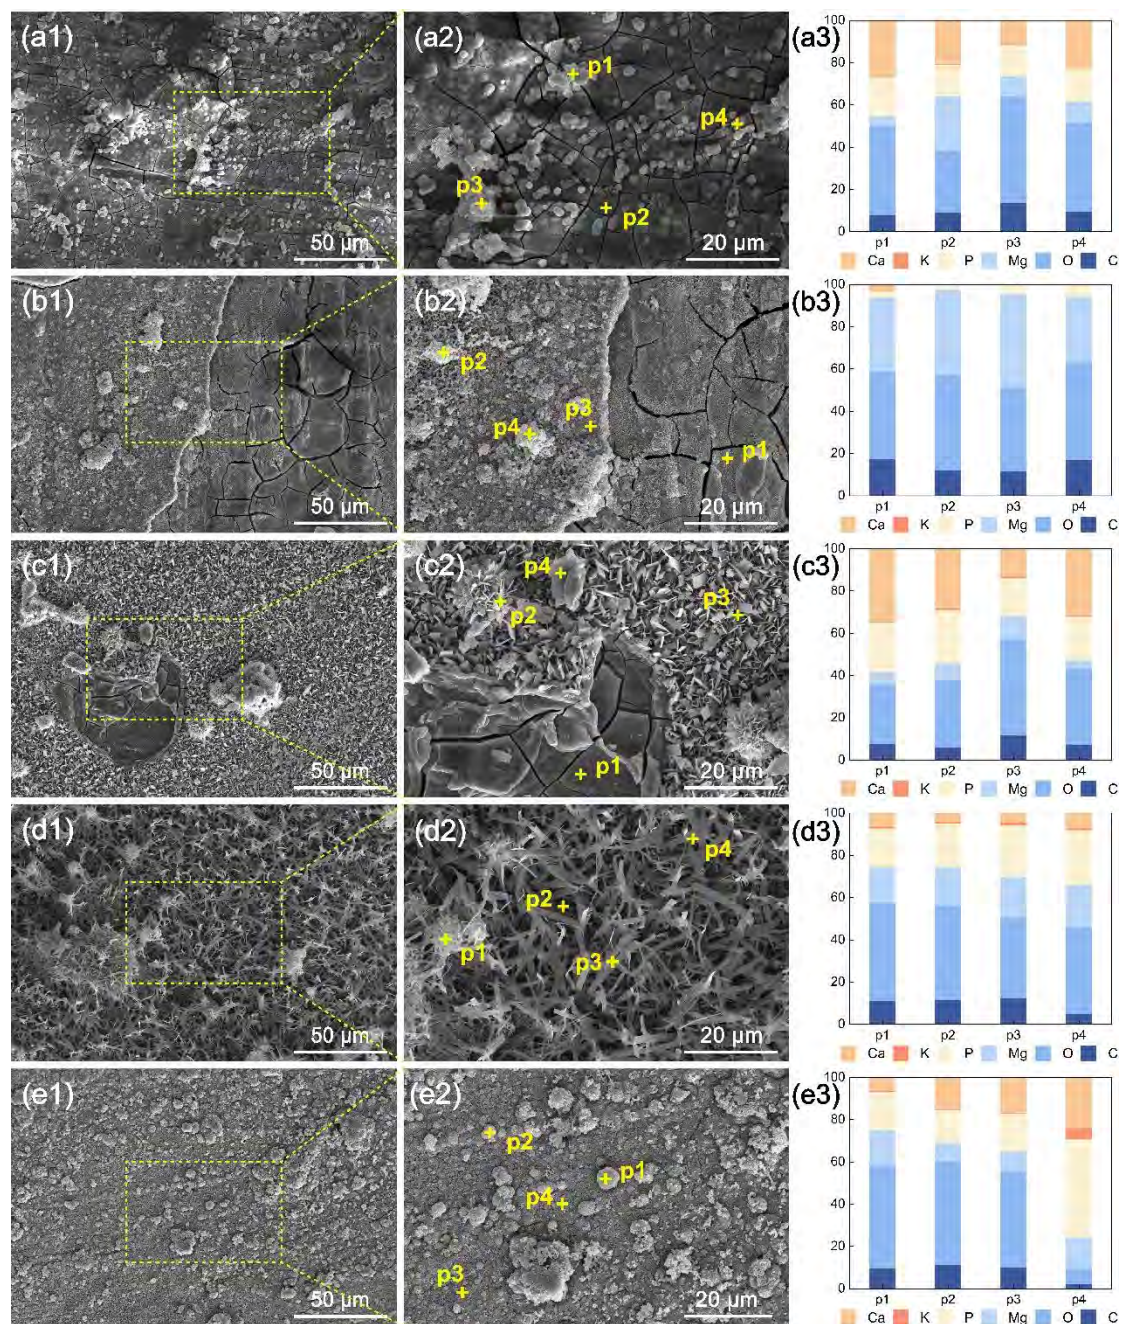 (a1)
50 µm
(a2)
p1
p4
p3
p2
20 µm
(a3)
100
80
60
40
20
0
p1 p2 p3 p4
Ca K P Mg O C
(b1)
50 µm
(b2)
p2
p3
p4
p1
20 µm
(b3)
100
80
60
40
20
0
p1 p2 p3 p4
Ca K P Mg O C
(c1)
50 µm
(c2)
p4
p3
p2
p1
20 µm
(c3)
100
80
60
40
20
0
p1 p2 p3 p4
Ca K P Mg O C
(d1)
50 µm
(d2)
p4
p2
p1
p3
20 µm
(d3)
100
80
60
40
20
0
p1 p2 p3 p4
Ca K P Mg O C
(e1)
50 µm
(e2)
p2
p1
p4
p3
20 µm
(e3)
100
80
60
40
20
0
p1 p2 p3 p4
Ca K P Mg O C